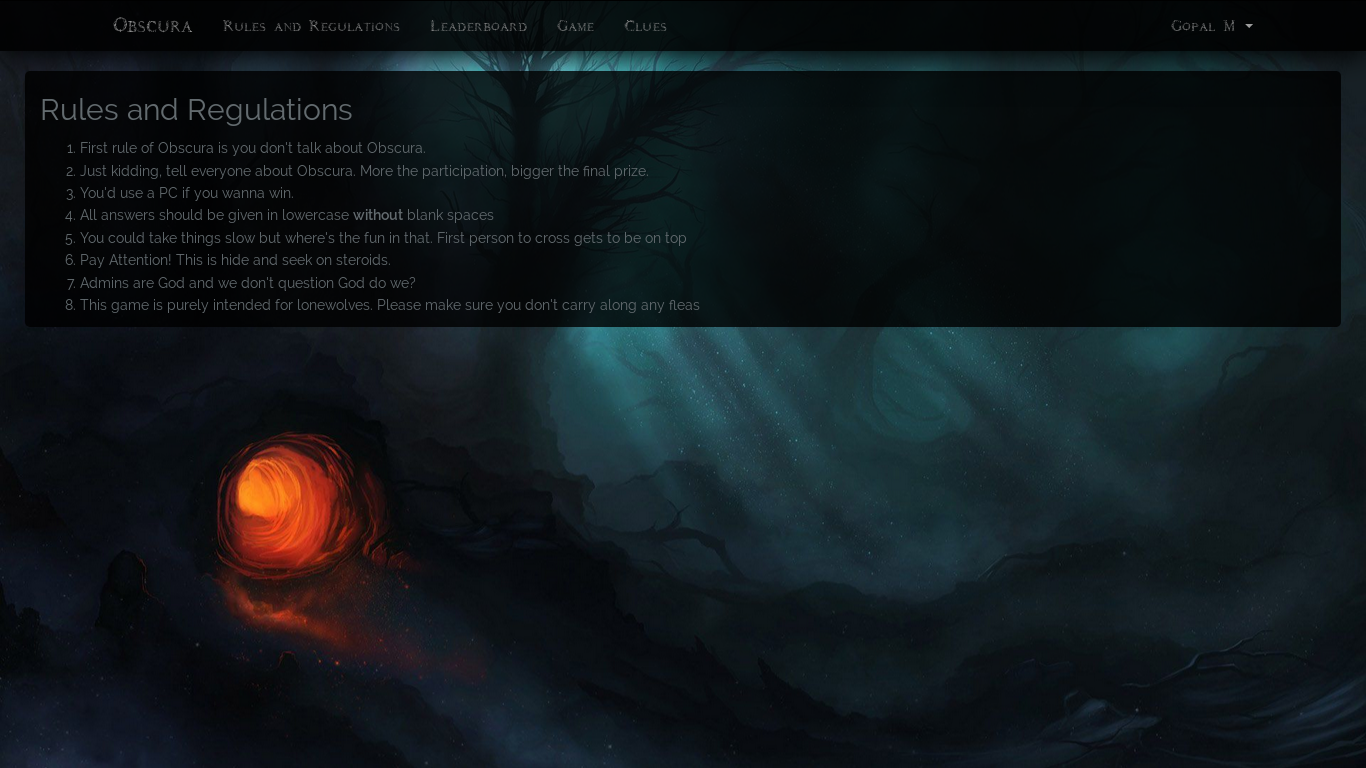 Obscura Rules and Regulations Leaderboard Game Clues Gopal M
Rules and Regulations
1. First rule of Obscura is you don't talk about Obscura.
2. Just kidding, tell everyone about Obscura. More the participation, bigger the final prize.
3. You'd use a PC if you wanna win.
4. All answers should be given in lowercase without blank spaces
5. You could take things slow but where's the fun in that. First person to cross gets to be on top
6. Pay Attention! This is hide and seek on steroids.
7. Admins are God and we don't question God do we?
8. This game is purely intended for lonewolves. Please make sure you don't carry along any fleas